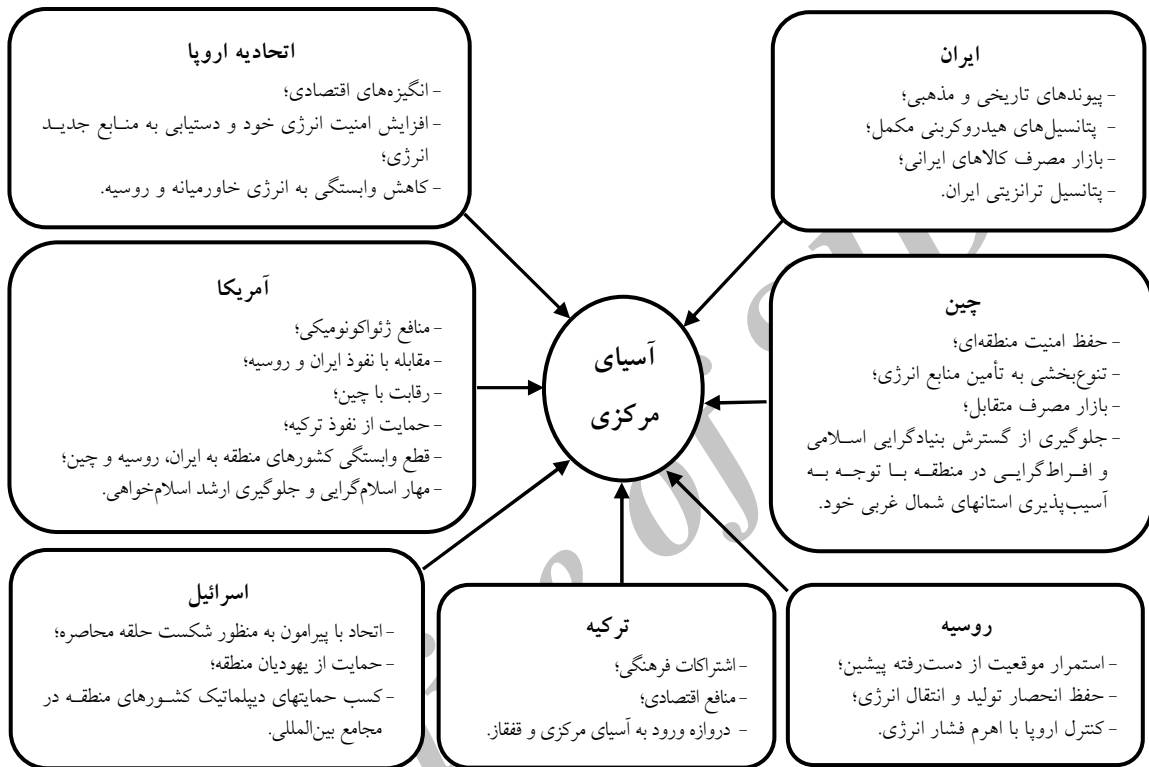 اتحادیه اروپا
- انگیزه‌های اقتصادی؛
- افزایش امنیت انرژی خود و دستیابی به منابع جدید
انرژی؛
- کاهش وابستگی به انرژی خاورمیانه و روسیه.
ایران
- پیوندهای تاریخی و مذهبی؛
- پتانسیل‌های هیدروکربنی مکمل؛
- بازار مصرف کالاهای ایرانی؛
- پتانسیل ترانزیتی ایران.
آمریکا
- منافع ژئواکونومیکی؛
- مقابله با نفوذ ایران و روسیه؛
- رقابت با چین؛
- حمایت از نفوذ ترکیه؛
- قطع وابستگی کشورهای منطقه به ایران، روسیه و چین؛
- مهار اسلام‌گرایی و جلوگیری ارشد اسلام‌خواهی.
آسیای
مرکزی
چین
- حفظ امنیت منطقه‌ای؛
- تنوع‌بخشی به تأمین منابع انرژی؛
- بازار مصرف متقابل؛
- جلوگیری از گسترش بنیادگرایی اسلامی
و افراط‌گرایی در منطقه با توجه به
آسیب‌پذیری استانهای شمال غربی خود.
اسرائیل
- اتحاد با پیرامون به منظور شکست حلقه محاصره؛
- حمایت از یهودیان منطقه؛
- کسب حمایتهای دیپلماتیک کشورهای منطقه در
مجامع بین‌المللی.
ترکیه
- اشتراکات فرهنگی؛
- منافع اقتصادی؛
- دروازه ورود به آسیای مرکزی و قفقاز.
روسیه
- استمرار موقعیت از دست‌رفته پیشین؛
- حفظ انحصار تولید و انتقال انرژی؛
- کنترل اروپا با اهرم فشار انرژی.